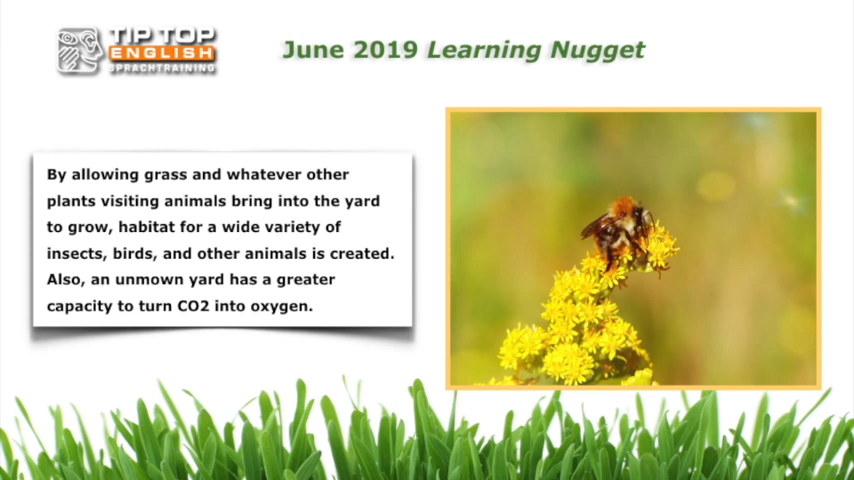 TIP TOP
ENGLISH
SPRACHTRAINING
June 2019 Learning Nugget
By allowing grass and whatever other
plants visiting animals bring into the yard
to grow, habitat for a wide variety of
insects, birds, and other animals is created.
Also, an unmown yard has a greater
capacity to turn CO2 into oxygen.